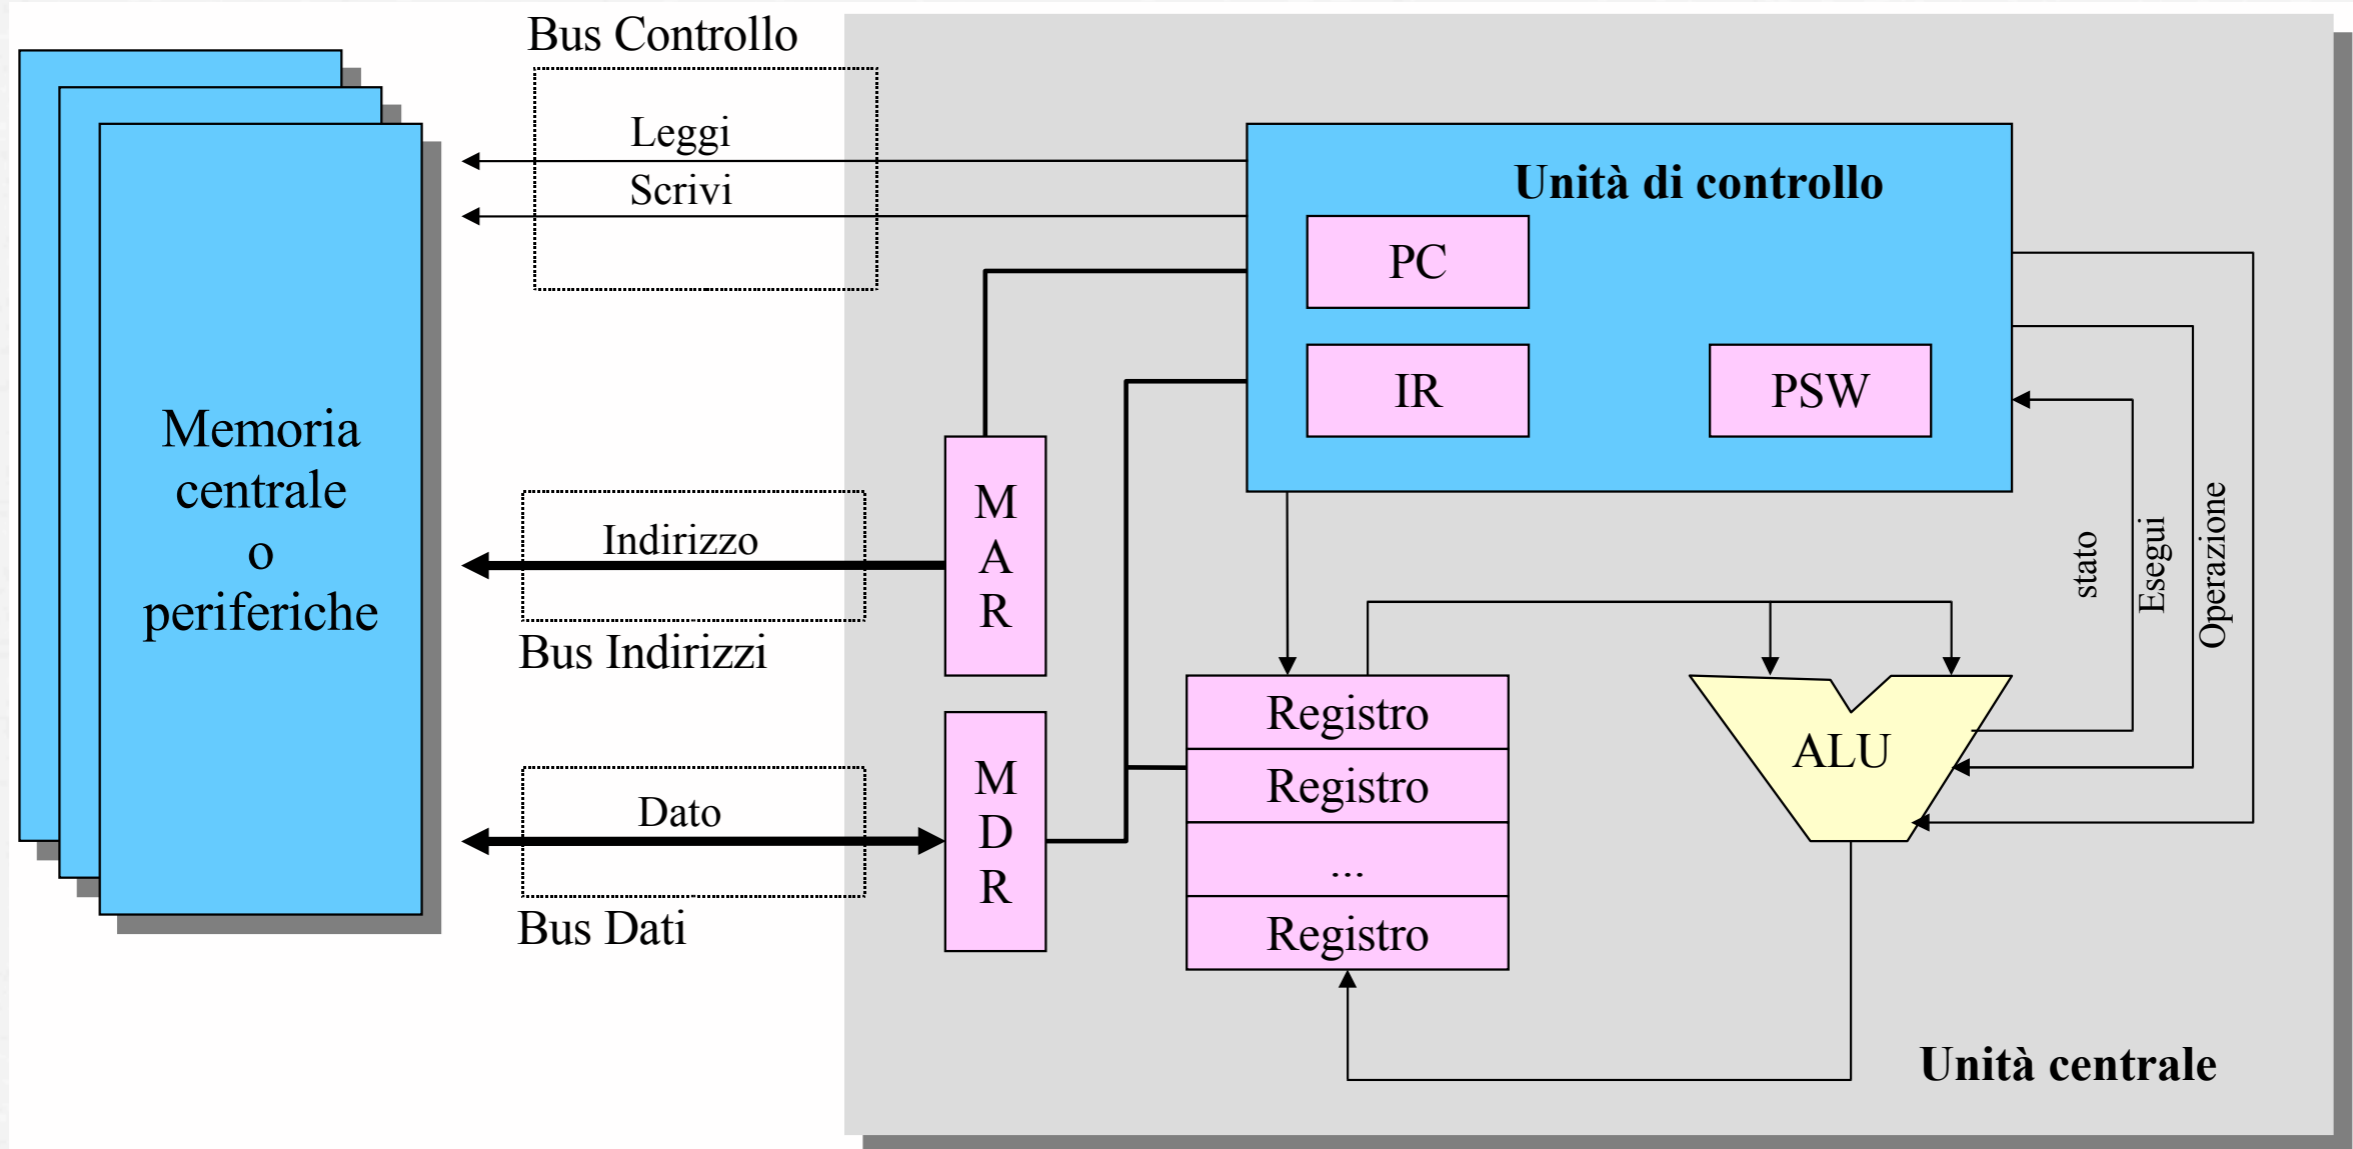 Bus Controllo
Leggi
Scrivi
Unità di controllo
PC
IR
PSW
Memoria
centrale
o
periferiche
Indirizzo
Bus Indirizzi
M
A
R
stato
Esegui
Operazione
Dato
Bus Dati
M
D
R
Registro
Registro
...
Registro
ALU
Unità centrale